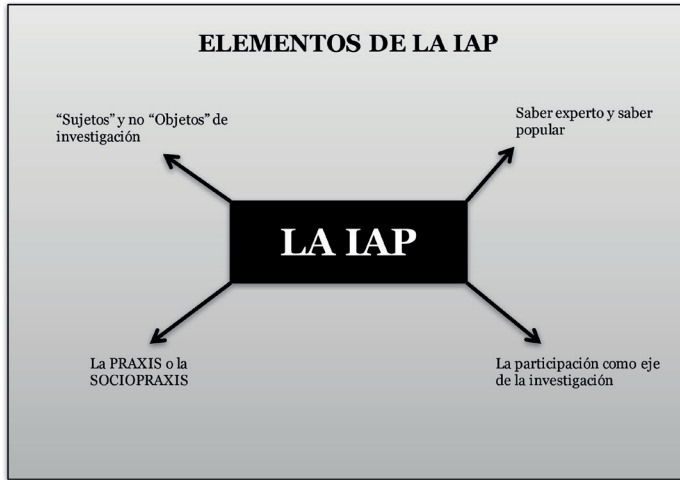 ELEMENTOS DE LA IAP
“Sujetos” y no “Objetos” de
investigación
Saber experto y saber
popular
LA IAP
La PRAXIS o la
SOCIOPRAXIS
La participación como eje
de la investigación